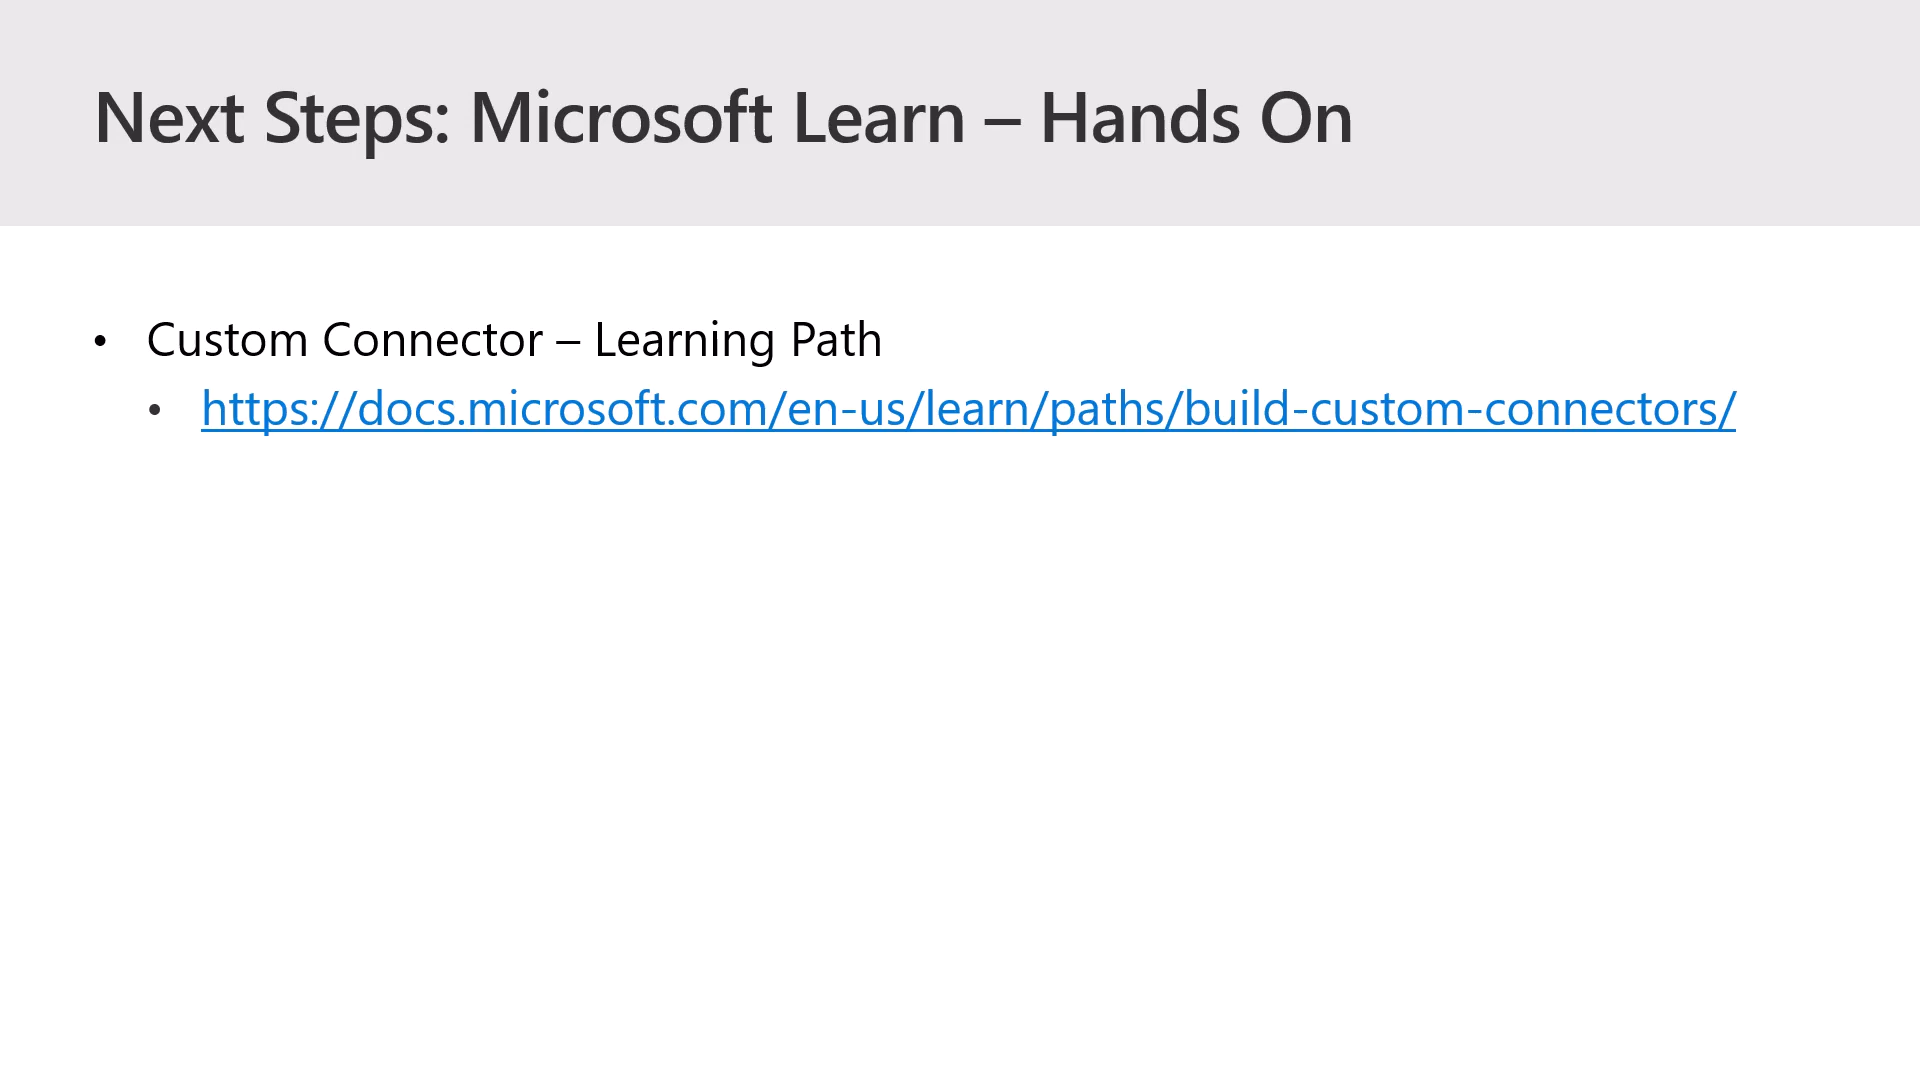 Next Steps: Microsoft Learn – Hands On
• Custom Connector – Learning Path
• https://docs.microsoft.com/en-us/learn/paths/build-custom-connectors/